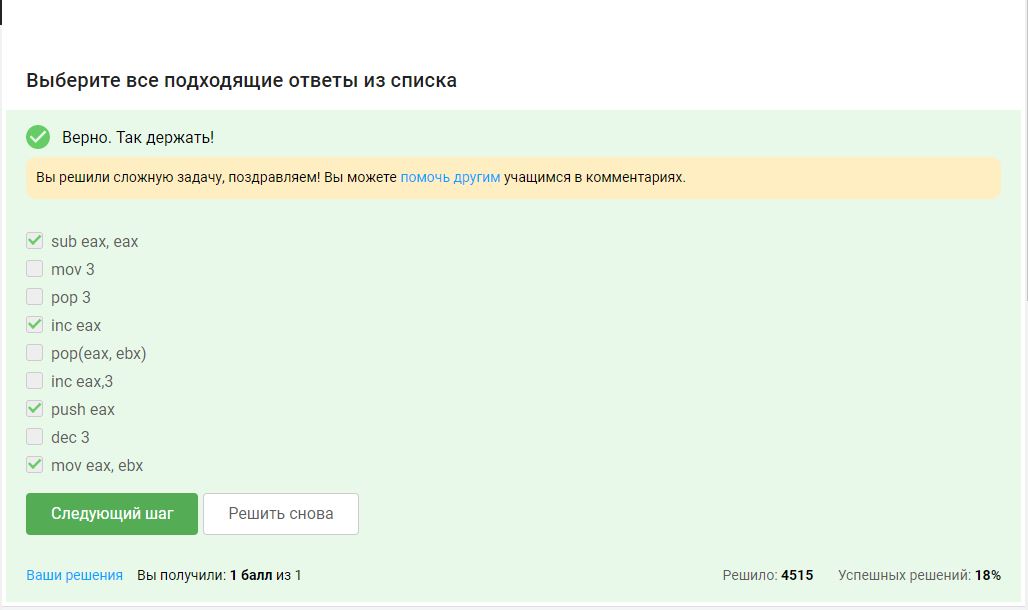 Выберите все подходящие ответы из списка
Верно. Так держать!
Вы решили сложную задачу, поздравляем! Вы можете помочь другим учащимся в комментариях.
sub eax, eax
mov 3
pop 3
inc eax
pop(eax, ebx)
inc eax,3
push eax
dec 3
mov eax, ebx
Следующий шаг Решить снова
Ваши решения Вы получили: 1 балл из 1 Решило: 4515 Успешных решений: 18%